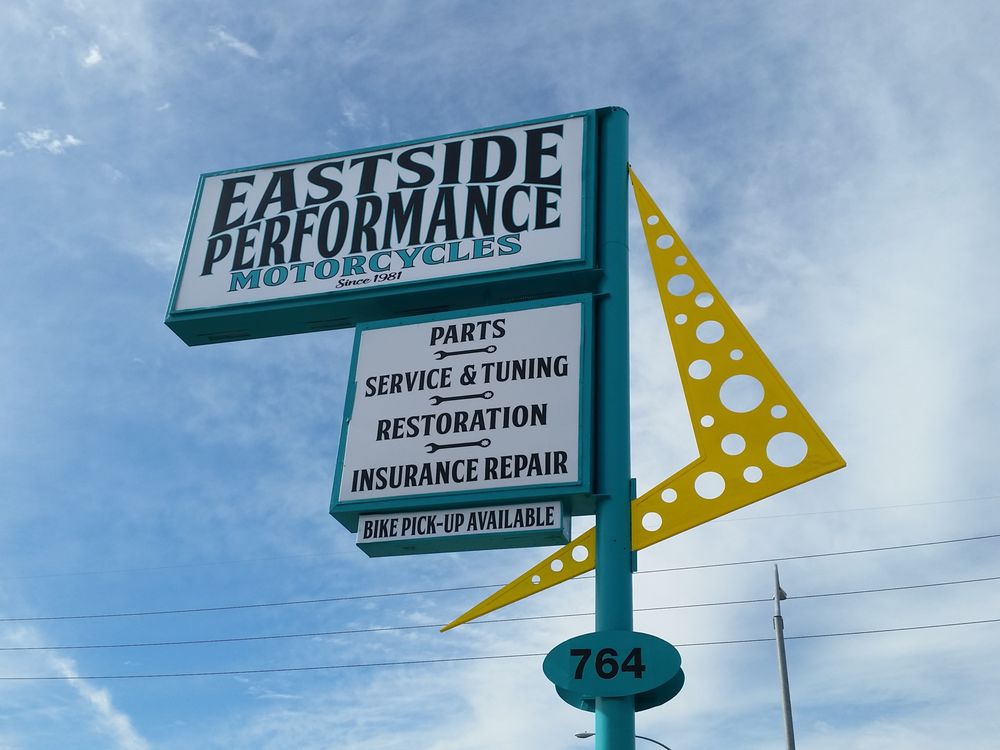 EASTSIDE
PERFORMANCE
MOTORCYCLES
Since 1981
PARTS
SERVICE & TUNING
RESTORATION
INSURANCE REPAIR
BIKE PICK-UP AVAILABLE
764